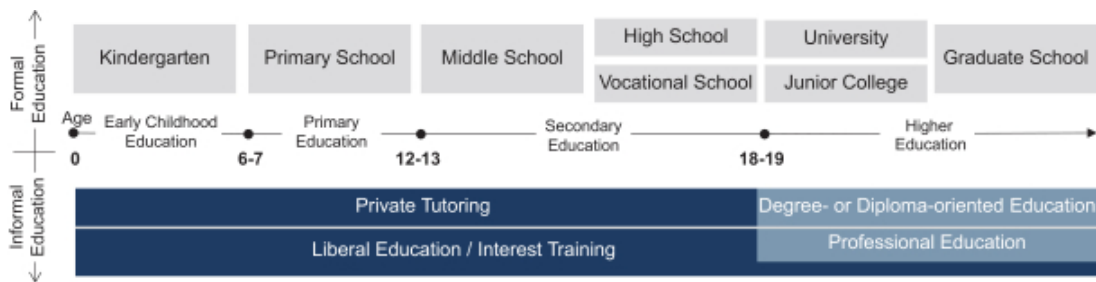 Formal
Education
Kindergarten
Primary School
Middle School
High School
Vocational School
University
Junior College
Graduate School
Age
Early Childhood
Education
Primary
Education
Secondary
Education
Higher
Education
0
6-7
12-13
18-19
Informal
Education
Private Tutoring
Degree- or Diploma-oriented Education
Liberal Education / Interest Training
Professional Education